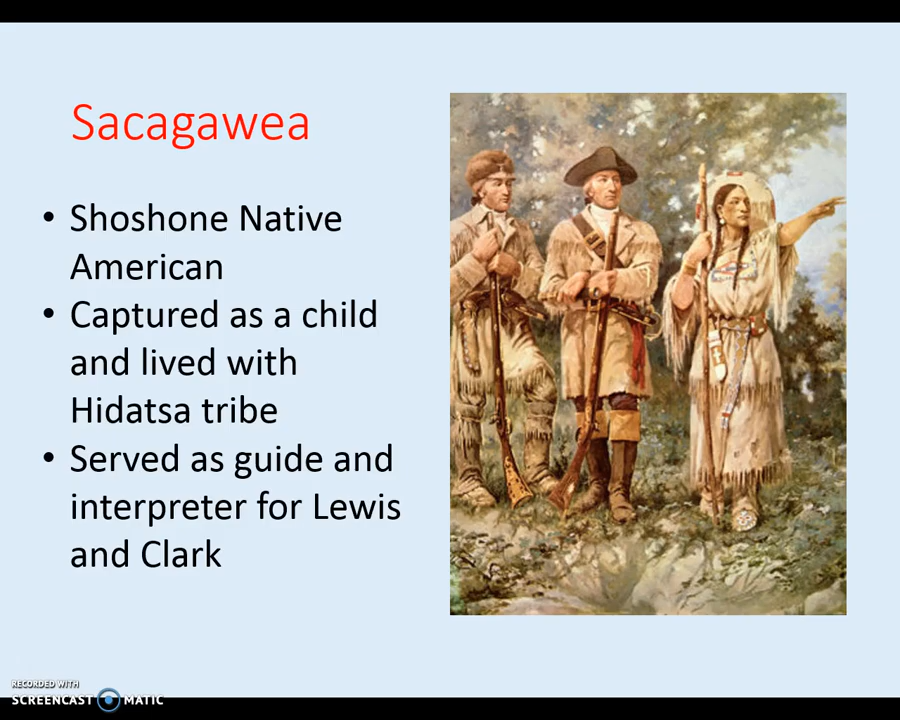 Sacagawea
• Shoshone Native
American
• Captured as a child
and lived with
Hidatsa tribe
• Served as guide and
interpreter for Lewis
and Clark
RECORDED WITH
SCREENCAST MATIC